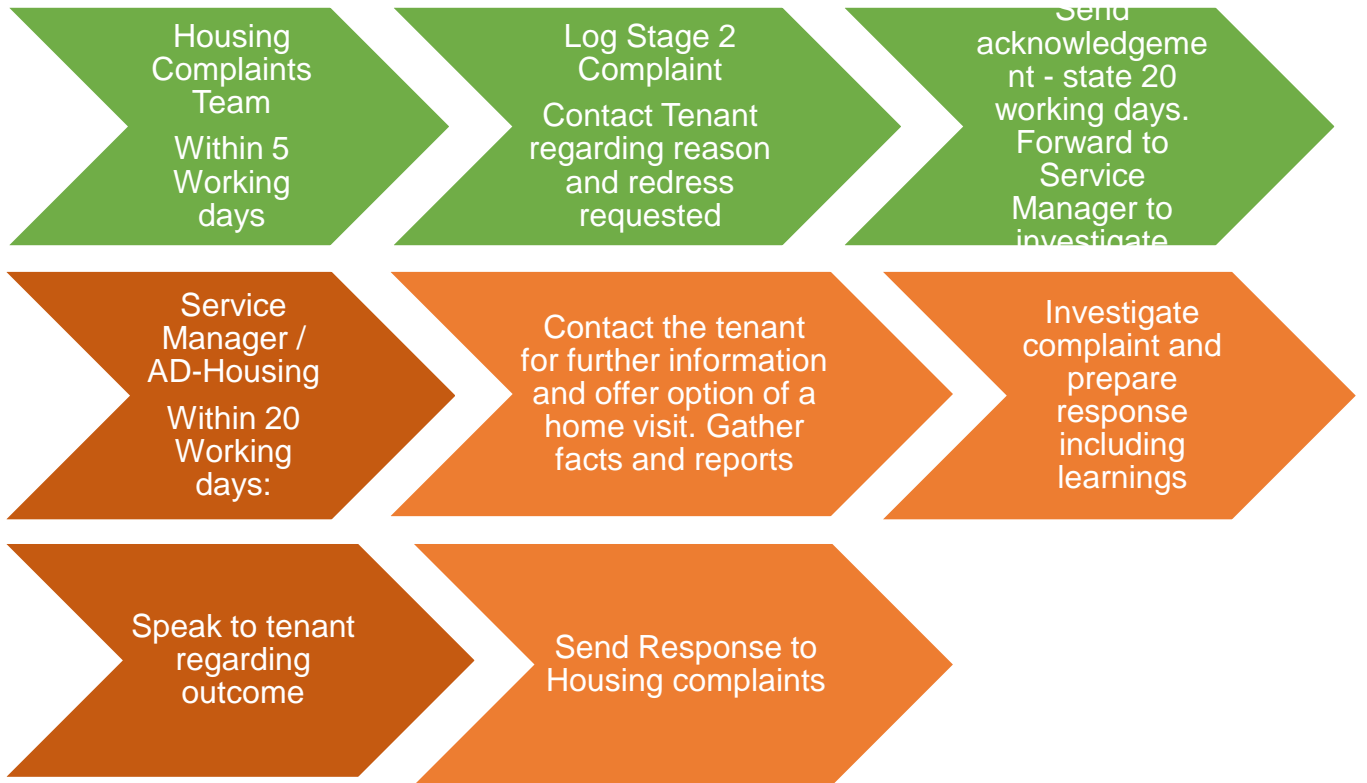 Housing
Complaints
Team
Within 5
Working
days
Log Stage 2
Complaint
Contact Tenant
regarding reason
and redress
requested
Send
acknowledgeme
nt - state 20
working days.
Forward to
Service
Manager to
investigate
Service
Manager /
AD-Housing
Within 20
Working
days:
Contact the tenant
for further information
and offer option of a
home visit. Gather
facts and reports
Investigate
complaint and
prepare
response
including
learnings
Speak to tenant
regarding
outcome
Send Response to
Housing complaints